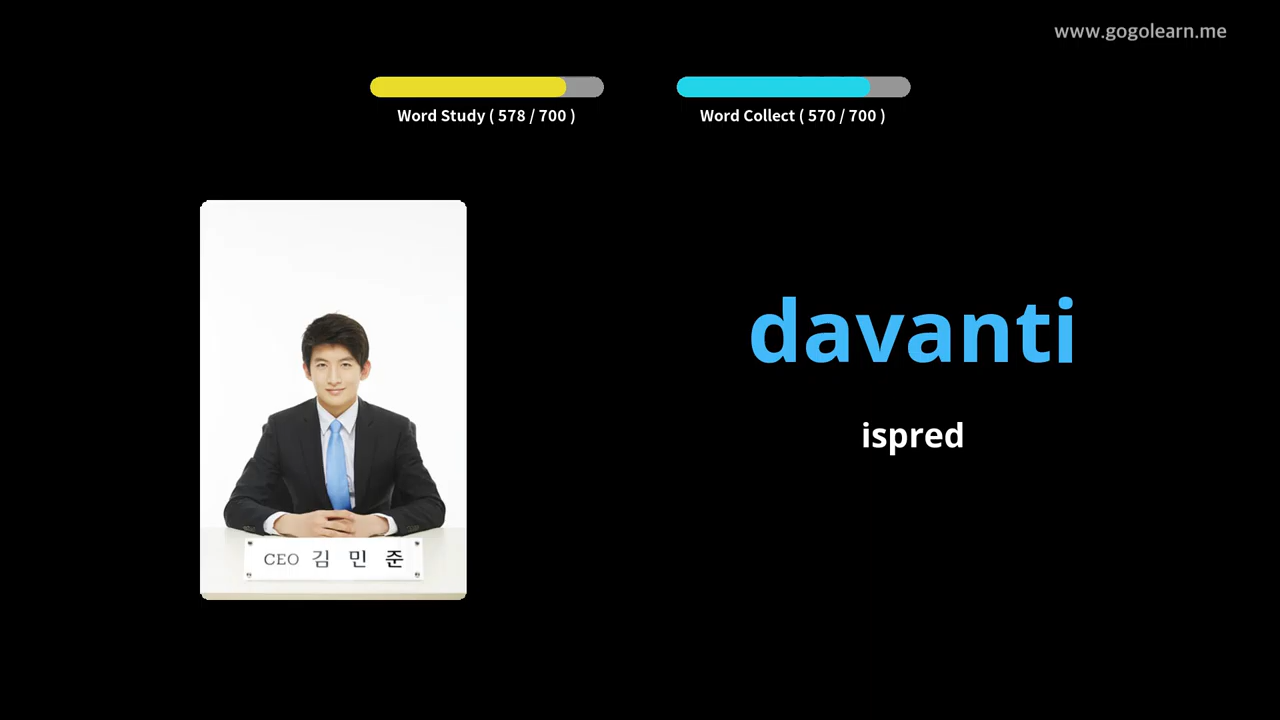 www.gogolearn.me
Word Study ( 578 / 700 )
Word Collect ( 570 / 700 )
davanti
ispred
CEO 김 민 준